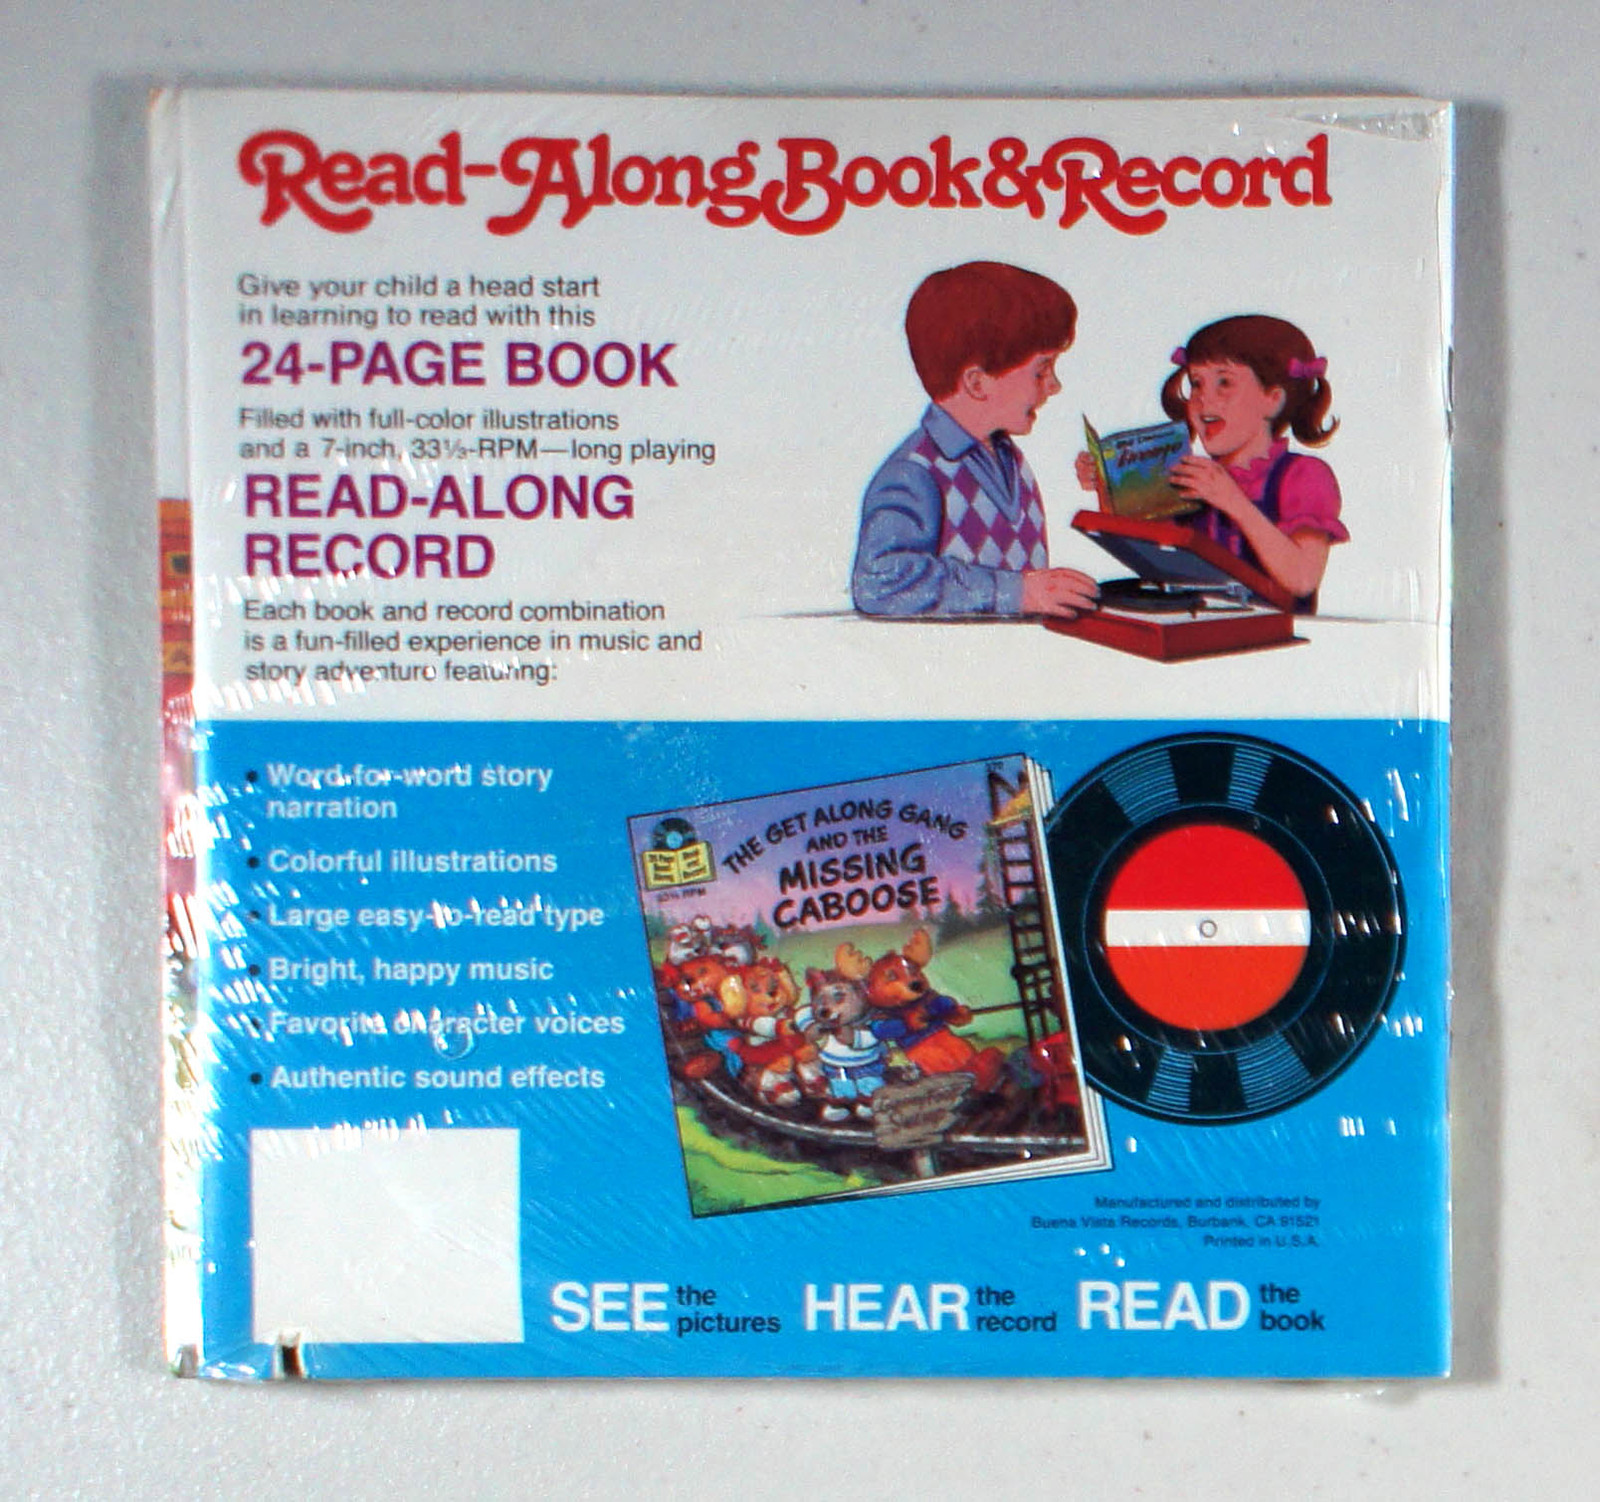 Read-Along Book & Record
Give your child a head start
in learning to read with this
24-PAGE BOOK
Filled with full-color illustrations
and a 7-inch, 33⅓-RPM—long playing
READ-ALONG
RECORD
Each book and record combination
is a fun-filled experience in music and
story adventure featuring:
• Word-for-word story
narration
• Colorful illustrations
• Large easy-to-read type
• Bright, happy music
• Favorite character voices
• Authentic sound effects
33⅓ RPM
THE GET ALONG GANG
AND THE
MISSING
CABOOSE
Manufactured and distributed by
Buena Vista Records, Burbank, CA 91521
Printed in U.S.A.
SEE the pictures HEAR the record READ the book